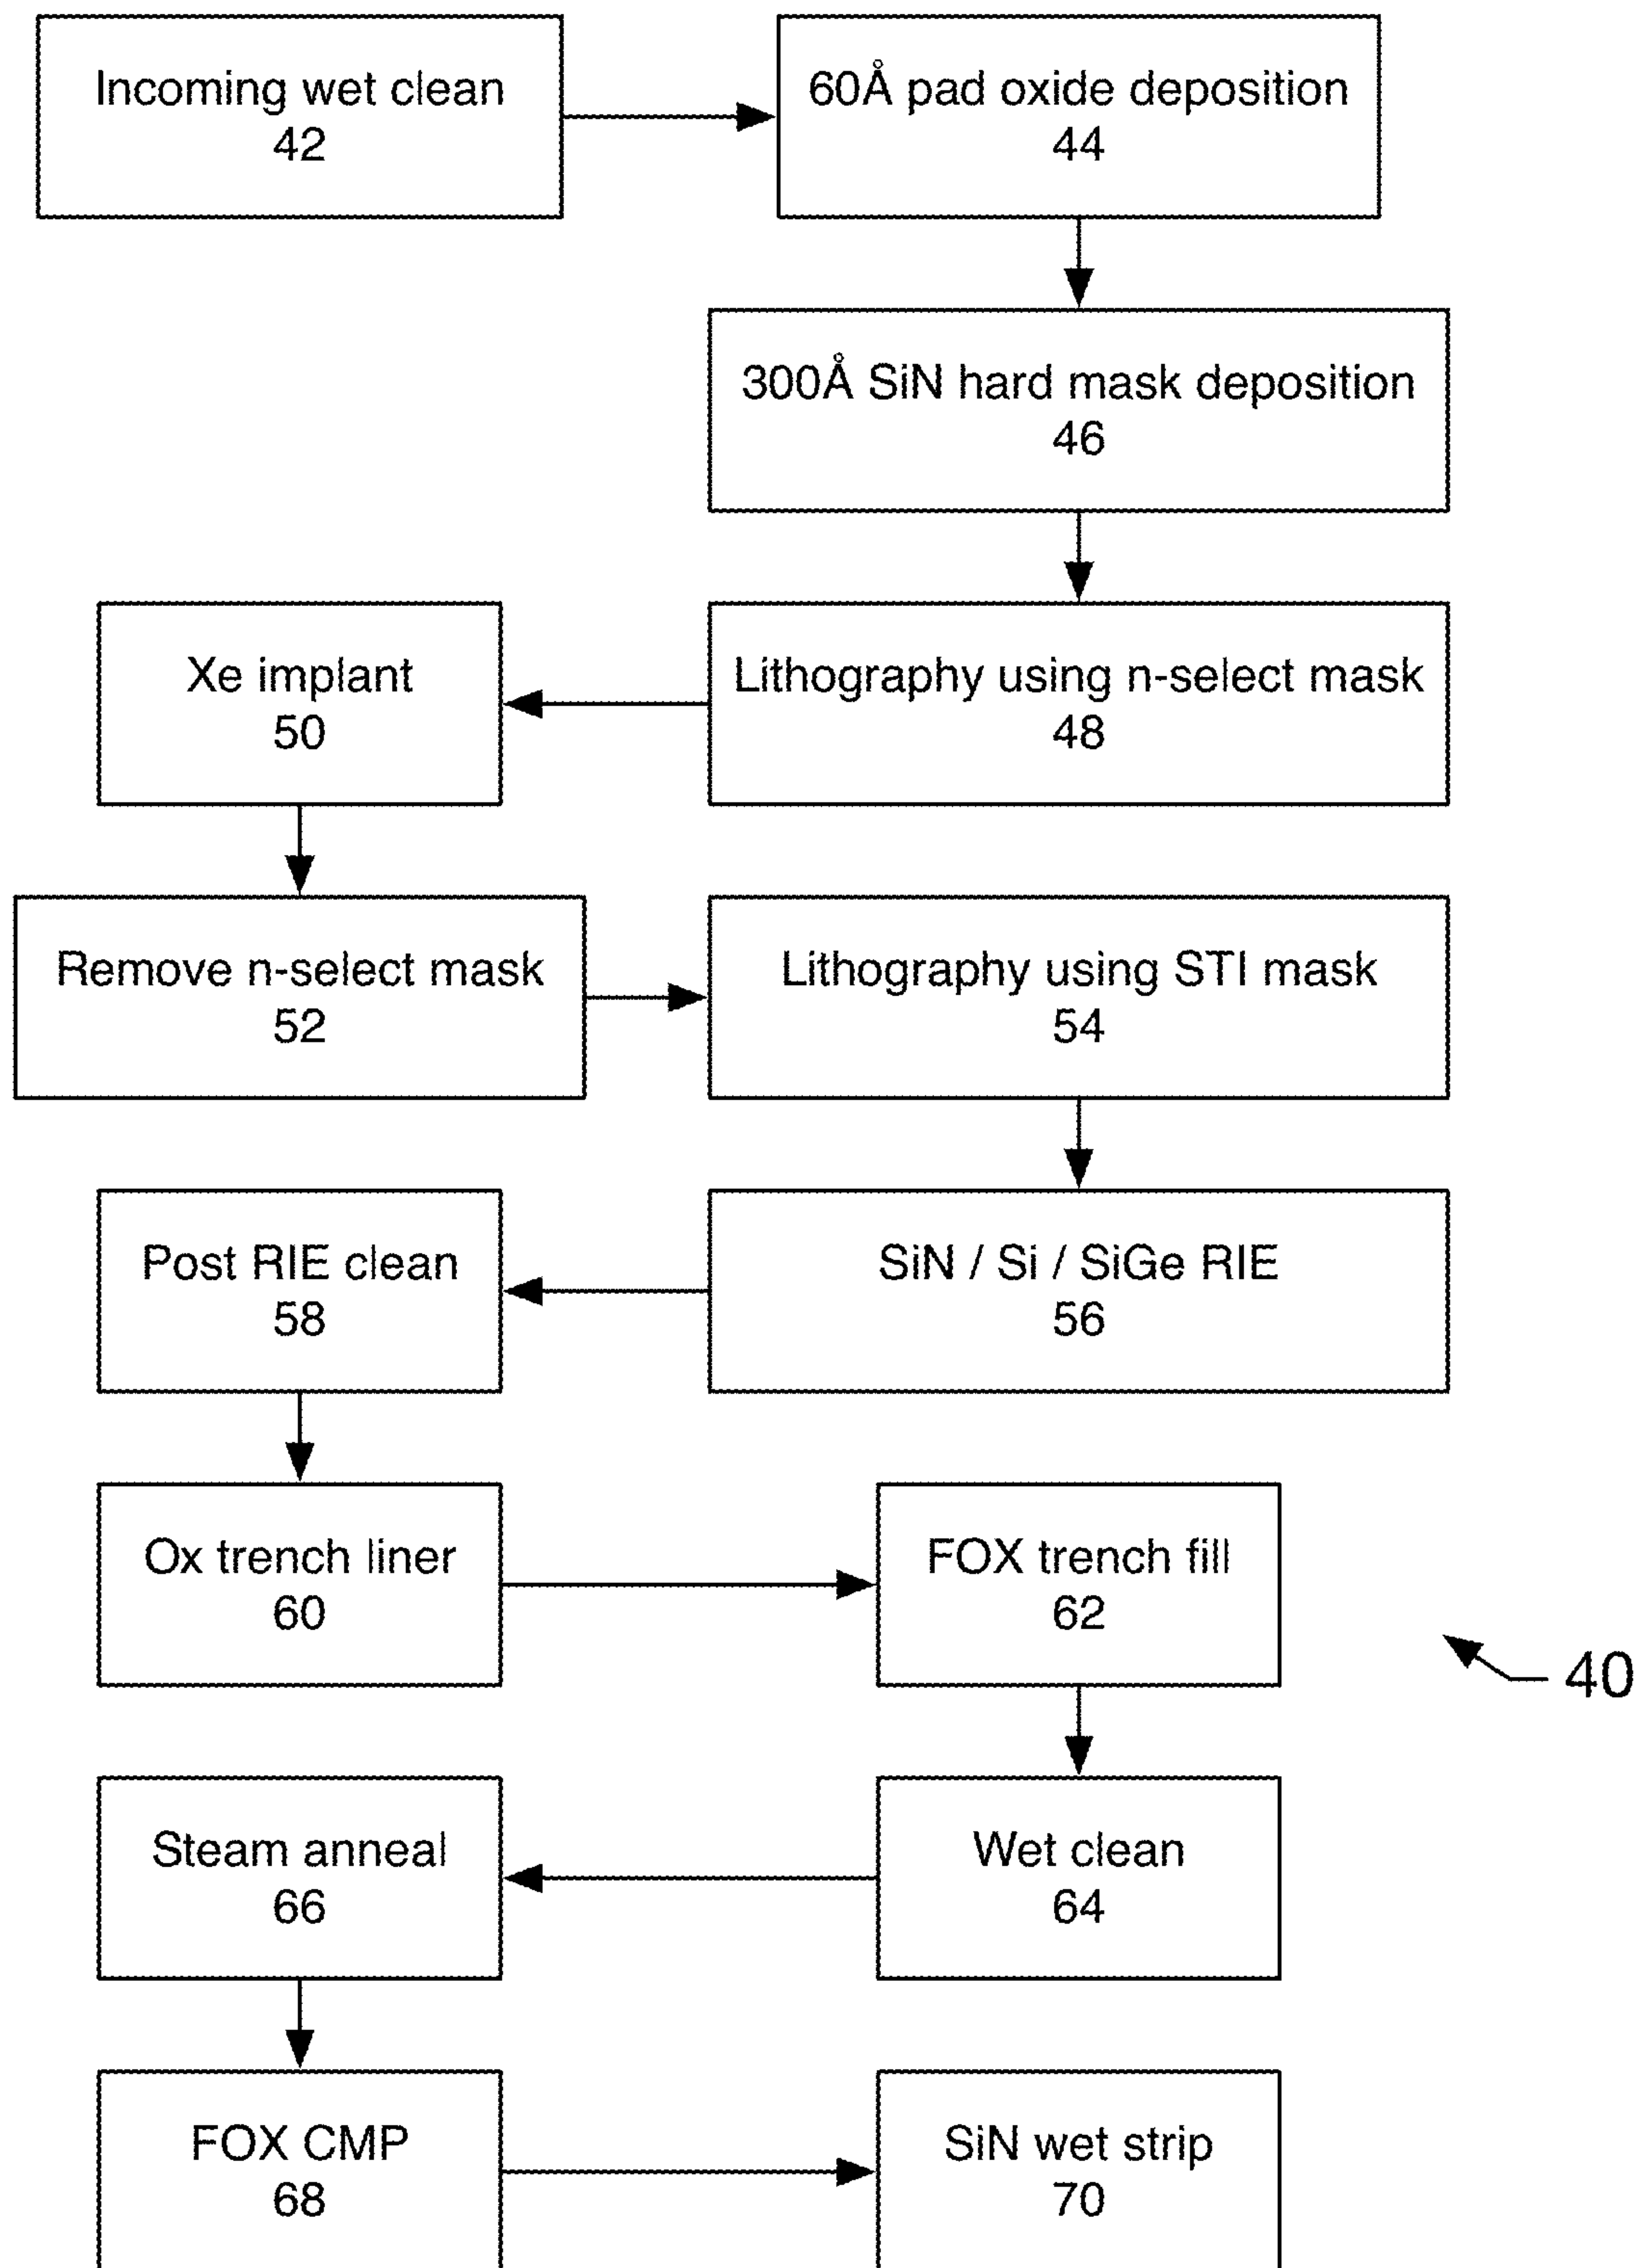 Incoming wet clean
42
60Å pad oxide deposition
44
300Å SiN hard mask deposition
46
Xe implant
50
Lithography using n-select mask
48
Remove n-select mask
52
Lithography using STI mask
54
Post RIE clean
58
SiN / Si / SiGe RIE
56
Ox trench liner
60
FOX trench fill
62
40
Steam anneal
66
Wet clean
64
FOX CMP
68
SiN wet strip
70